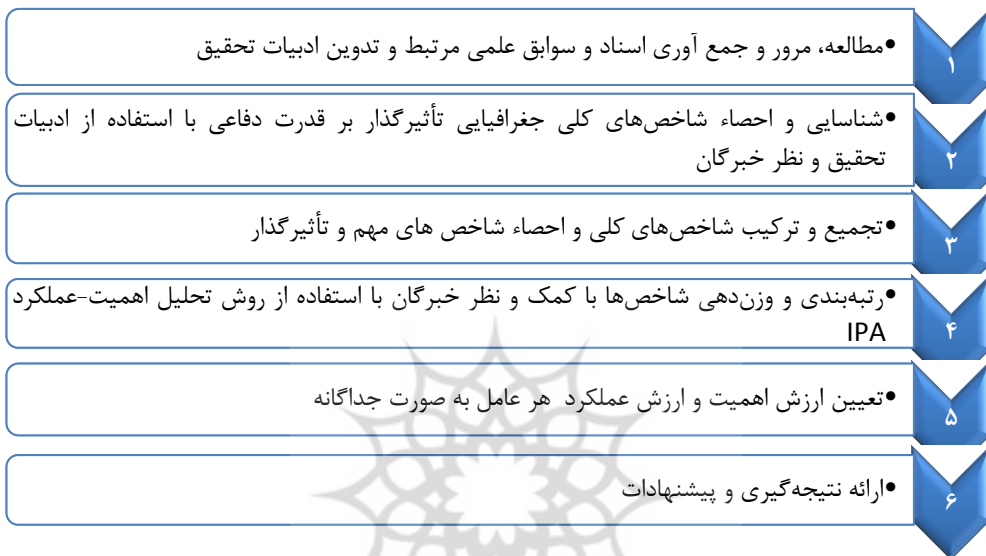 ۱
•مطالعه، مرور و جمع آوری اسناد و سوابق علمی مرتبط و تدوین ادبیات تحقیق
۲
•شناسایی و احصاء شاخص‌های کلی جغرافیایی تأثیرگذار بر قدرت دفاعی با استفاده از ادبیات
تحقیق و نظر خبرگان
۳
•تجمیع و ترکیب شاخص‌های کلی و احصاء شاخص های مهم و تأثیرگذار
۴
•رتبه‌بندی و وزن‌دهی شاخص‌ها با کمک و نظر خبرگان با استفاده از روش تحلیل اهمیت-عملکرد
IPA
۵
•تعیین ارزش اهمیت و ارزش عملکرد هر عامل به صورت جداگانه
۶
•ارائه نتیجه‌گیری و پیشنهادات